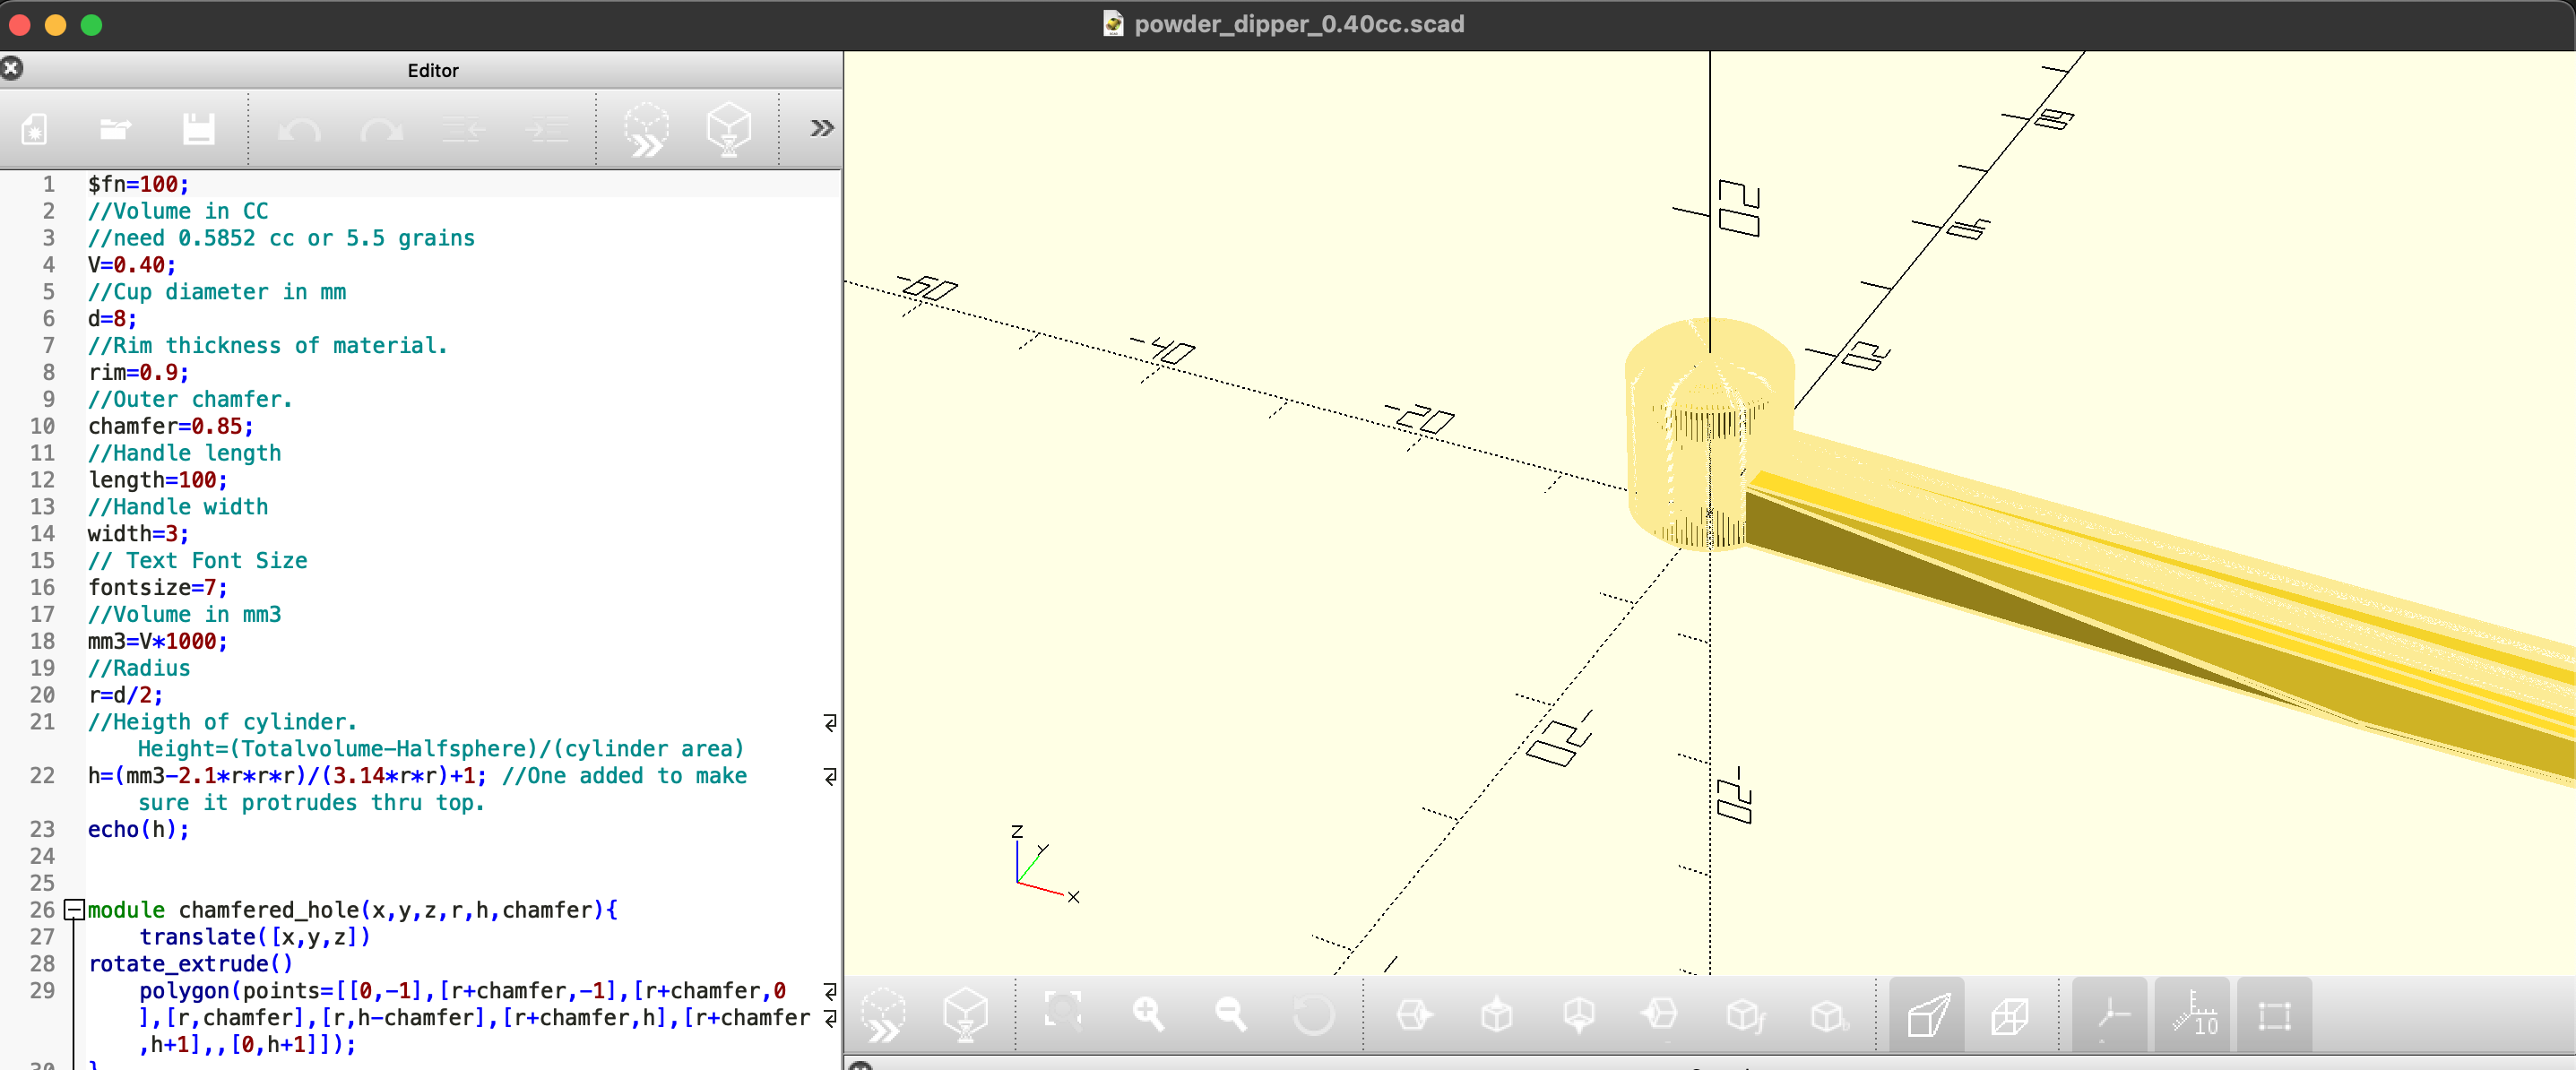 powder_dipper_0.40cc.scad
Editor
1 $fn=100;
2 //Volume in CC
3 //need 0.5852 cc or 5.5 grains
4 V=0.40;
5 //Cup diameter in mm
6 d=8;
7 //Rim thickness of material.
8 rim=0.9;
9 //Outer chamfer.
10 chamfer=0.85;
11 //Handle length
12 length=100;
13 //Handle width
14 width=3;
15 // Text Font Size
16 fontsize=7;
17 //Volume in mm3
18 mm3=V*1000;
19 //Radius
20 r=d/2;
21 //Heigth of cylinder.
Height=(Totalvolume-Halfsphere)/(cylinder area)
22 h=(mm3-2.1*r*r*r)/(3.14*r*r)+1; //One added to make
sure it protrudes thru top.
23 echo(h);
24
25
26 module chamfered_hole(x,y,z,r,h,chamfer){
27 translate([x,y,z])
28 rotate_extrude()
29 polygon(points=[[0,-1],[r+chamfer,-1],[r+chamfer,0
],[r,chamfer],[r,h-chamfer],[r+chamfer,h],[r+chamfer
,h+1],,[0,h+1]]);
}
-60
-40
-20
20
20
40
60
-20
-20
Z
Y
X
10